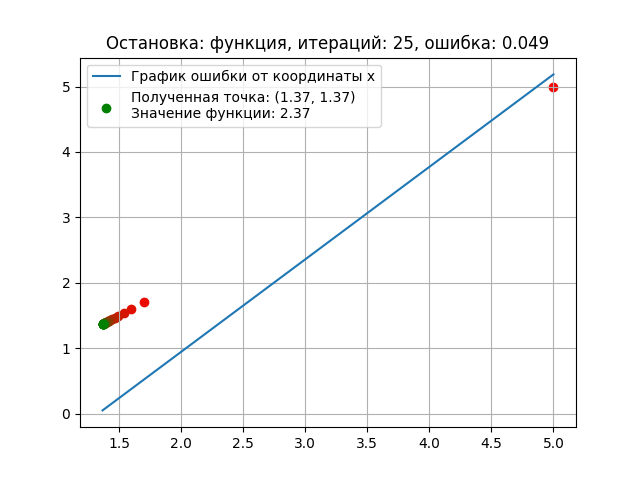 Остановка: функция, итераций: 25, ошибка: 0.049
График ошибки от координаты x
Полученная точка: (1.37, 1.37)
Значение функции: 2.37
5
4
3
2
1
0
1.5 2.0 2.5 3.0 3.5 4.0 4.5 5.0